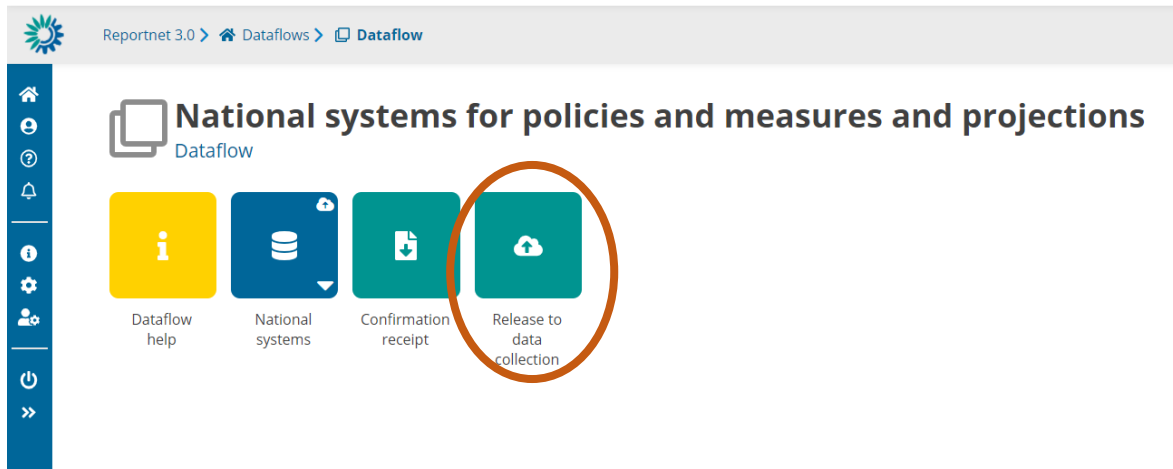 Reportnet 3.0 Dataflows Dataflow
National systems for policies and measures and projections
Dataflow
Dataflow
help
National
systems
Confirmation
receipt
Release to
data
collection